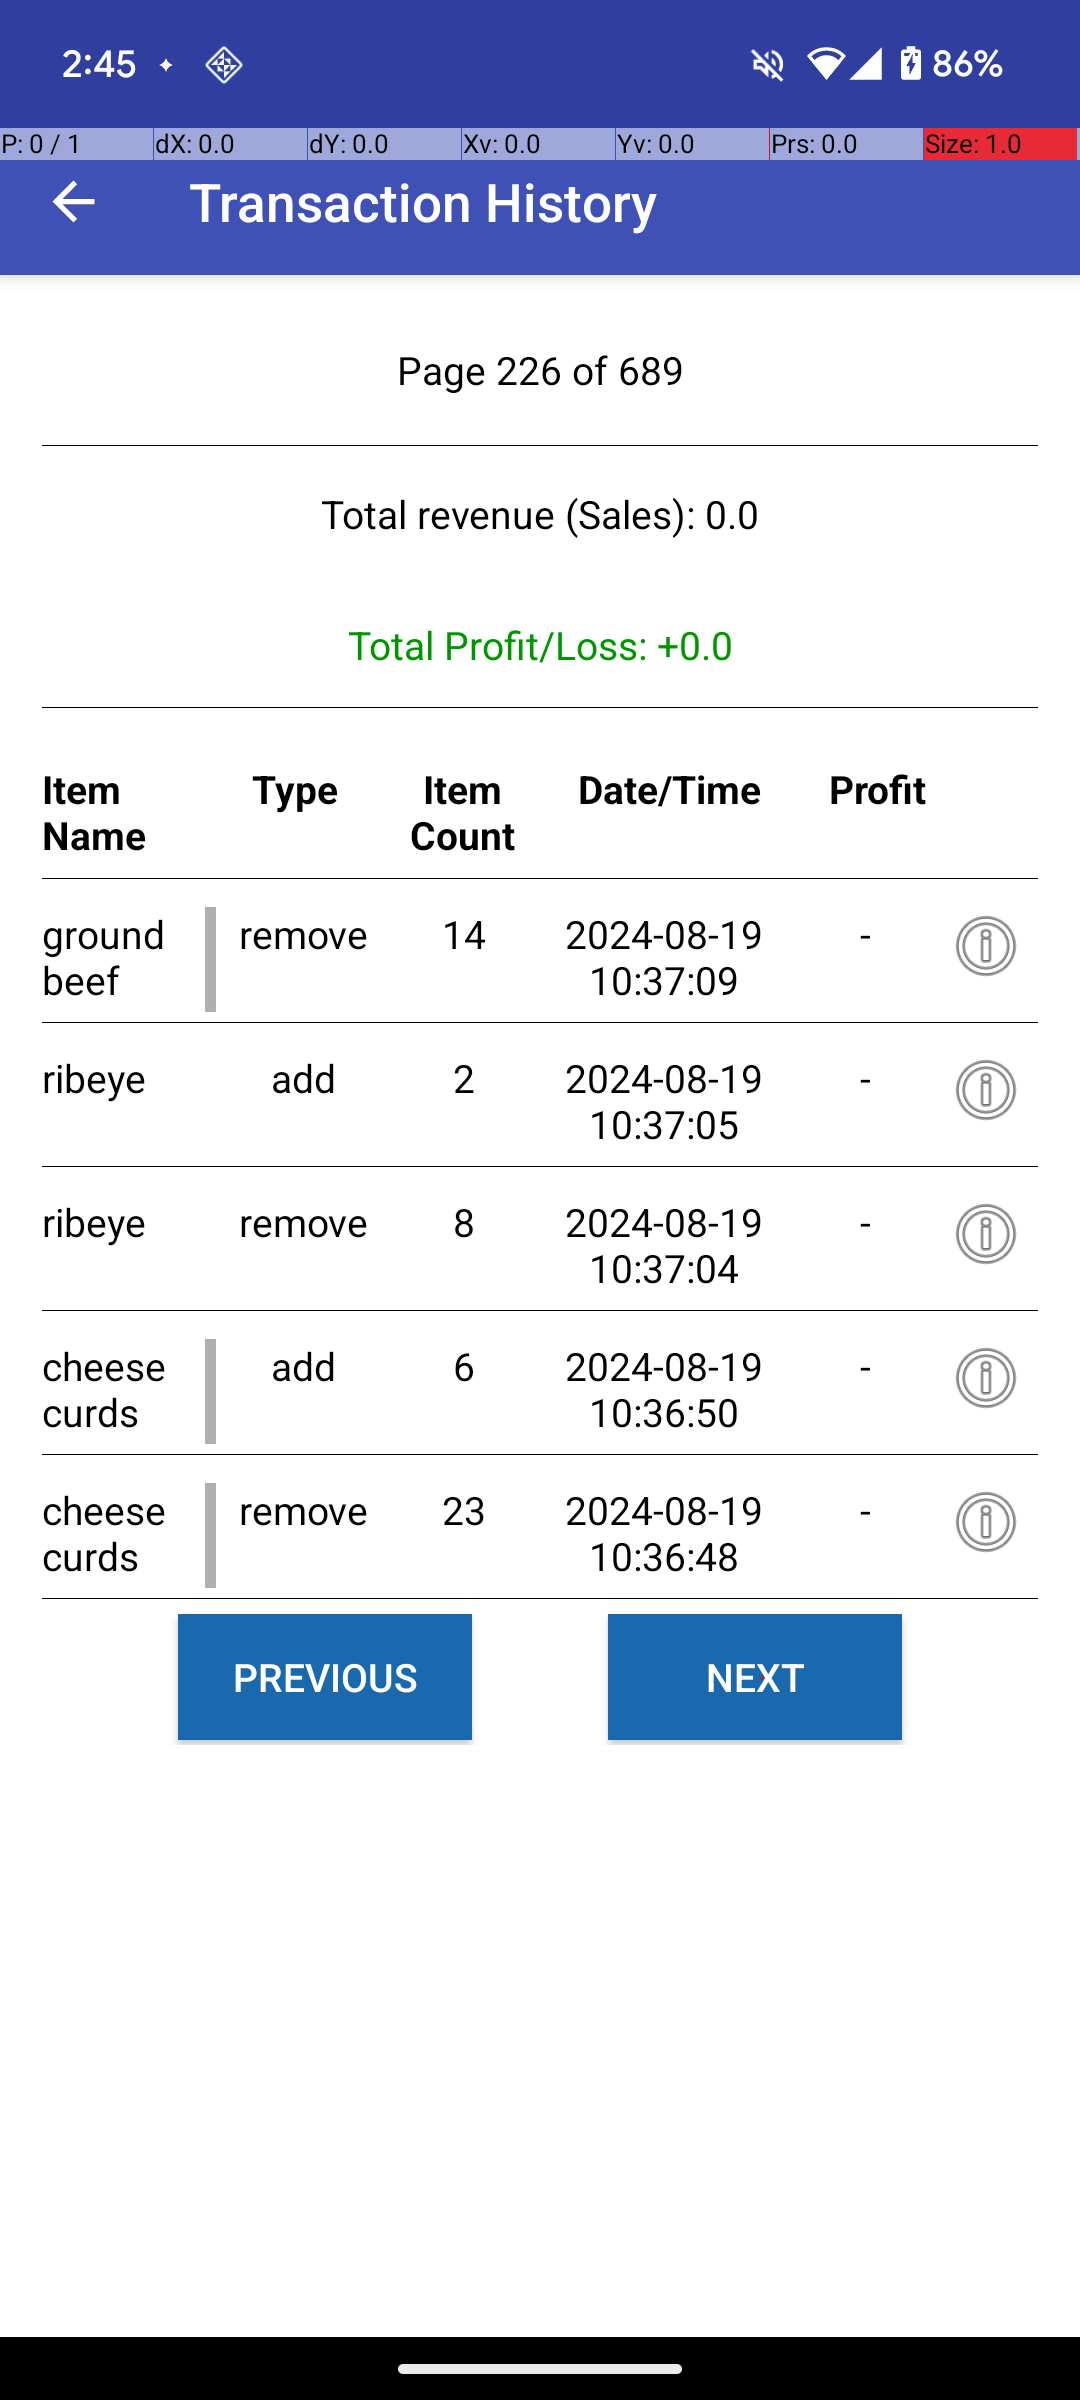 2:45
86%
P: 0 / 1 dX: 0.0 dY: 0.0 Xv: 0.0 Yv: 0.0 Prs: 0.0 Size: 1.0
Transaction History
Page 226 of 689
Total revenue (Sales): 0.0
Total Profit/Loss: +0.0
Item Name Type Item Count Date/Time Profit
ground beef remove 14 2024-08-19 10:37:09 -
ribeye add 2 2024-08-19 10:37:05 -
ribeye remove 8 2024-08-19 10:37:04 -
cheese curds add 6 2024-08-19 10:36:50 -
cheese curds remove 23 2024-08-19 10:36:48 -
PREVIOUS NEXT